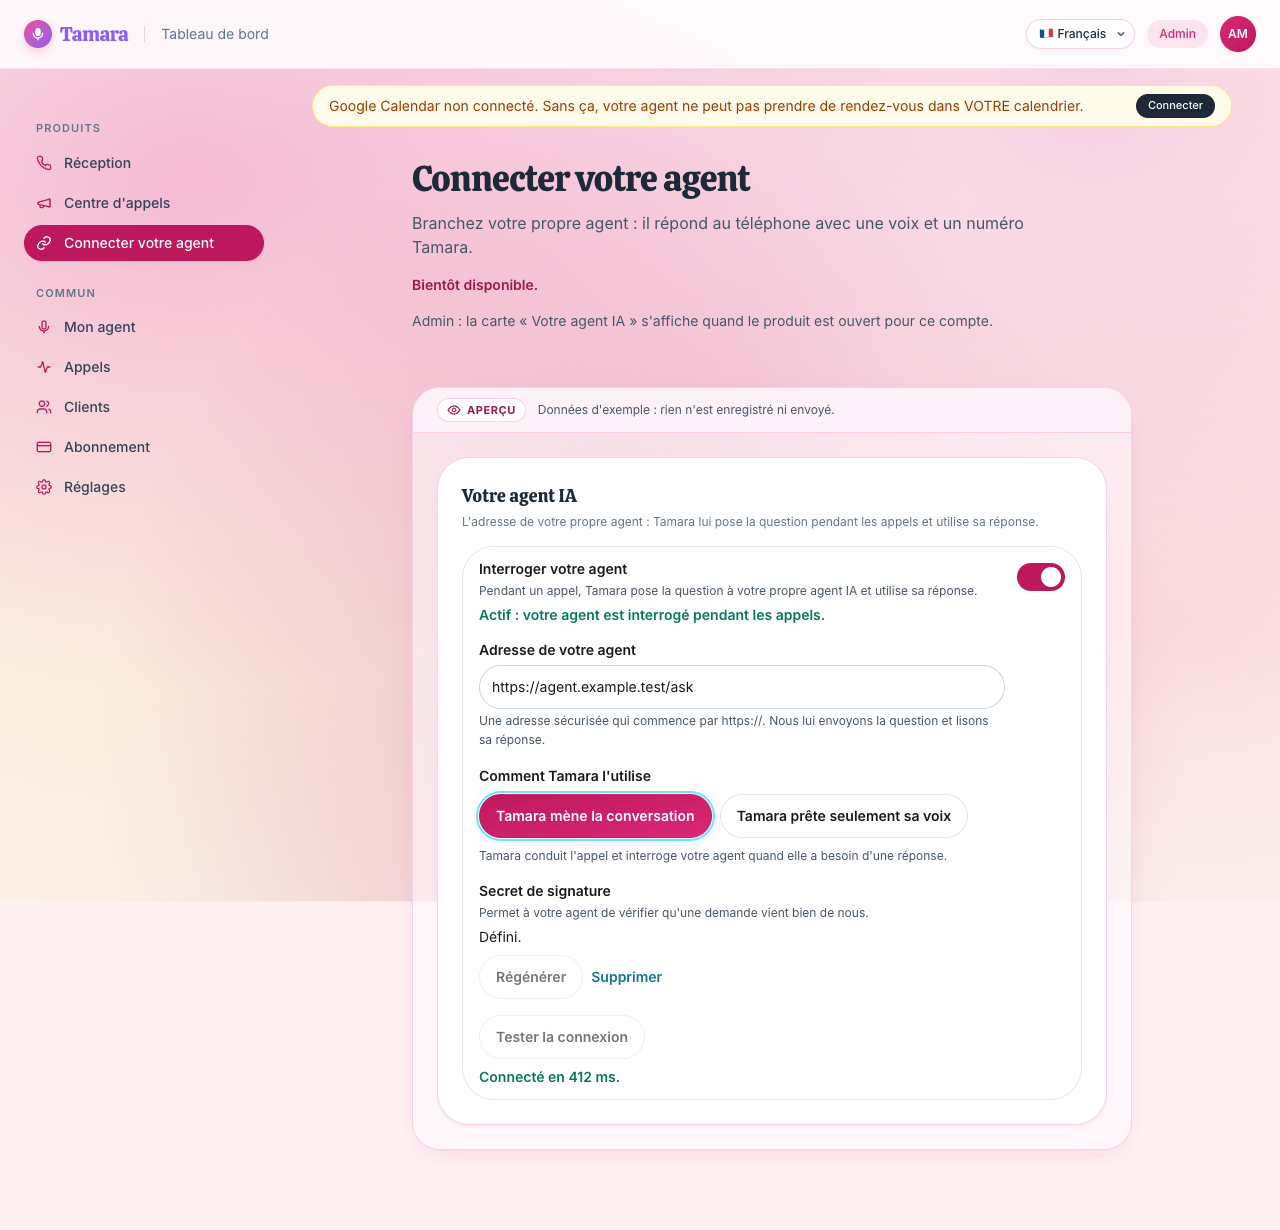 Tamara
Tableau de bord
Français
Admin
AM
Google Calendar non connecté. Sans ça, votre agent ne peut pas prendre de rendez-vous dans VOTRE calendrier.
Connecter
PRODUITS
Réception
Centre d'appels
Connecter votre agent
COMMUN
Mon agent
Appels
Clients
Abonnement
Réglages
Connecter votre agent
Branchez votre propre agent : il répond au téléphone avec une voix et un numéro
Tamara.
Bientôt disponible.
Admin : la carte « Votre agent IA » s'affiche quand le produit est ouvert pour ce compte.
APERÇU
Données d'exemple : rien n'est enregistré ni envoyé.
Votre agent IA
L'adresse de votre propre agent : Tamara lui pose la question pendant les appels et utilise sa réponse.
Interroger votre agent
Pendant un appel, Tamara pose la question à votre propre agent IA et utilise sa réponse.
Actif : votre agent est interrogé pendant les appels.
Adresse de votre agent
https://agent.example.test/ask
Une adresse sécurisée qui commence par https://. Nous lui envoyons la question et lisons
sa réponse.
Comment Tamara l'utilise
Tamara mène la conversation
Tamara prête seulement sa voix
Tamara conduit l'appel et interroge votre agent quand elle a besoin d'une réponse.
Secret de signature
Permet à votre agent de vérifier qu'une demande vient bien de nous.
Défini.
Régénérer
Supprimer
Tester la connexion
Connecté en 412 ms.